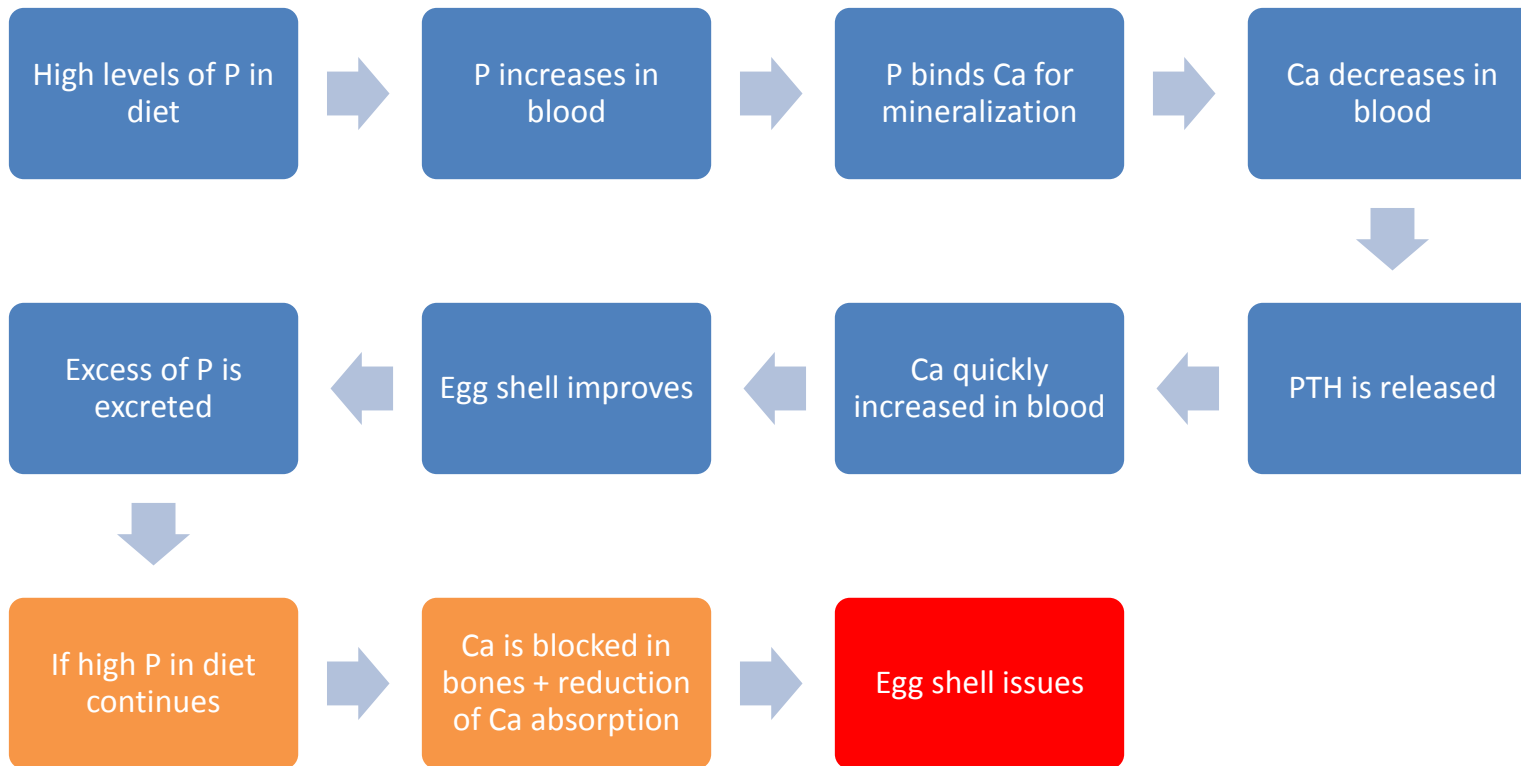 High levels of P in
diet
P increases in
blood
P binds Ca for
mineralization
Ca decreases in
blood
PTH is released
Ca quickly
increased in blood
Egg shell improves
Excess of P is
excreted
If high P in diet
continues
Ca is blocked in
bones + reduction
of Ca absorption
Egg shell issues